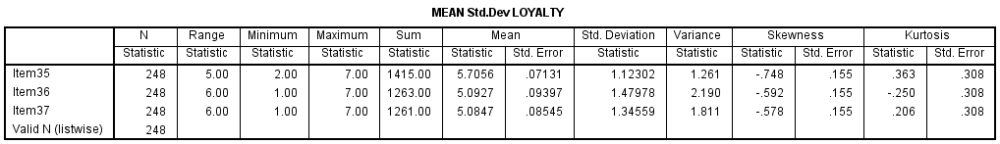 MEAN Std.Dev LOYALTY
N Range Minimum Maximum Sum Mean Std. Deviation Variance Skewness Kurtosis
Statistic Statistic Statistic Statistic Statistic Statistic Std. Error Statistic Statistic Statistic Std. Error Statistic Std. Error
Item35 248 5.00 2.00 7.00 1415.00 5.7056 .07131 1.12302 1.261 -.748 .155 .363 .308
Item36 248 6.00 1.00 7.00 1263.00 5.0927 .09397 1.47978 2.190 -.592 .155 -.250 .308
Item37 248 6.00 1.00 7.00 1261.00 5.0847 .08545 1.34559 1.811 -.578 .155 .206 .308
Valid N (listwise) 248